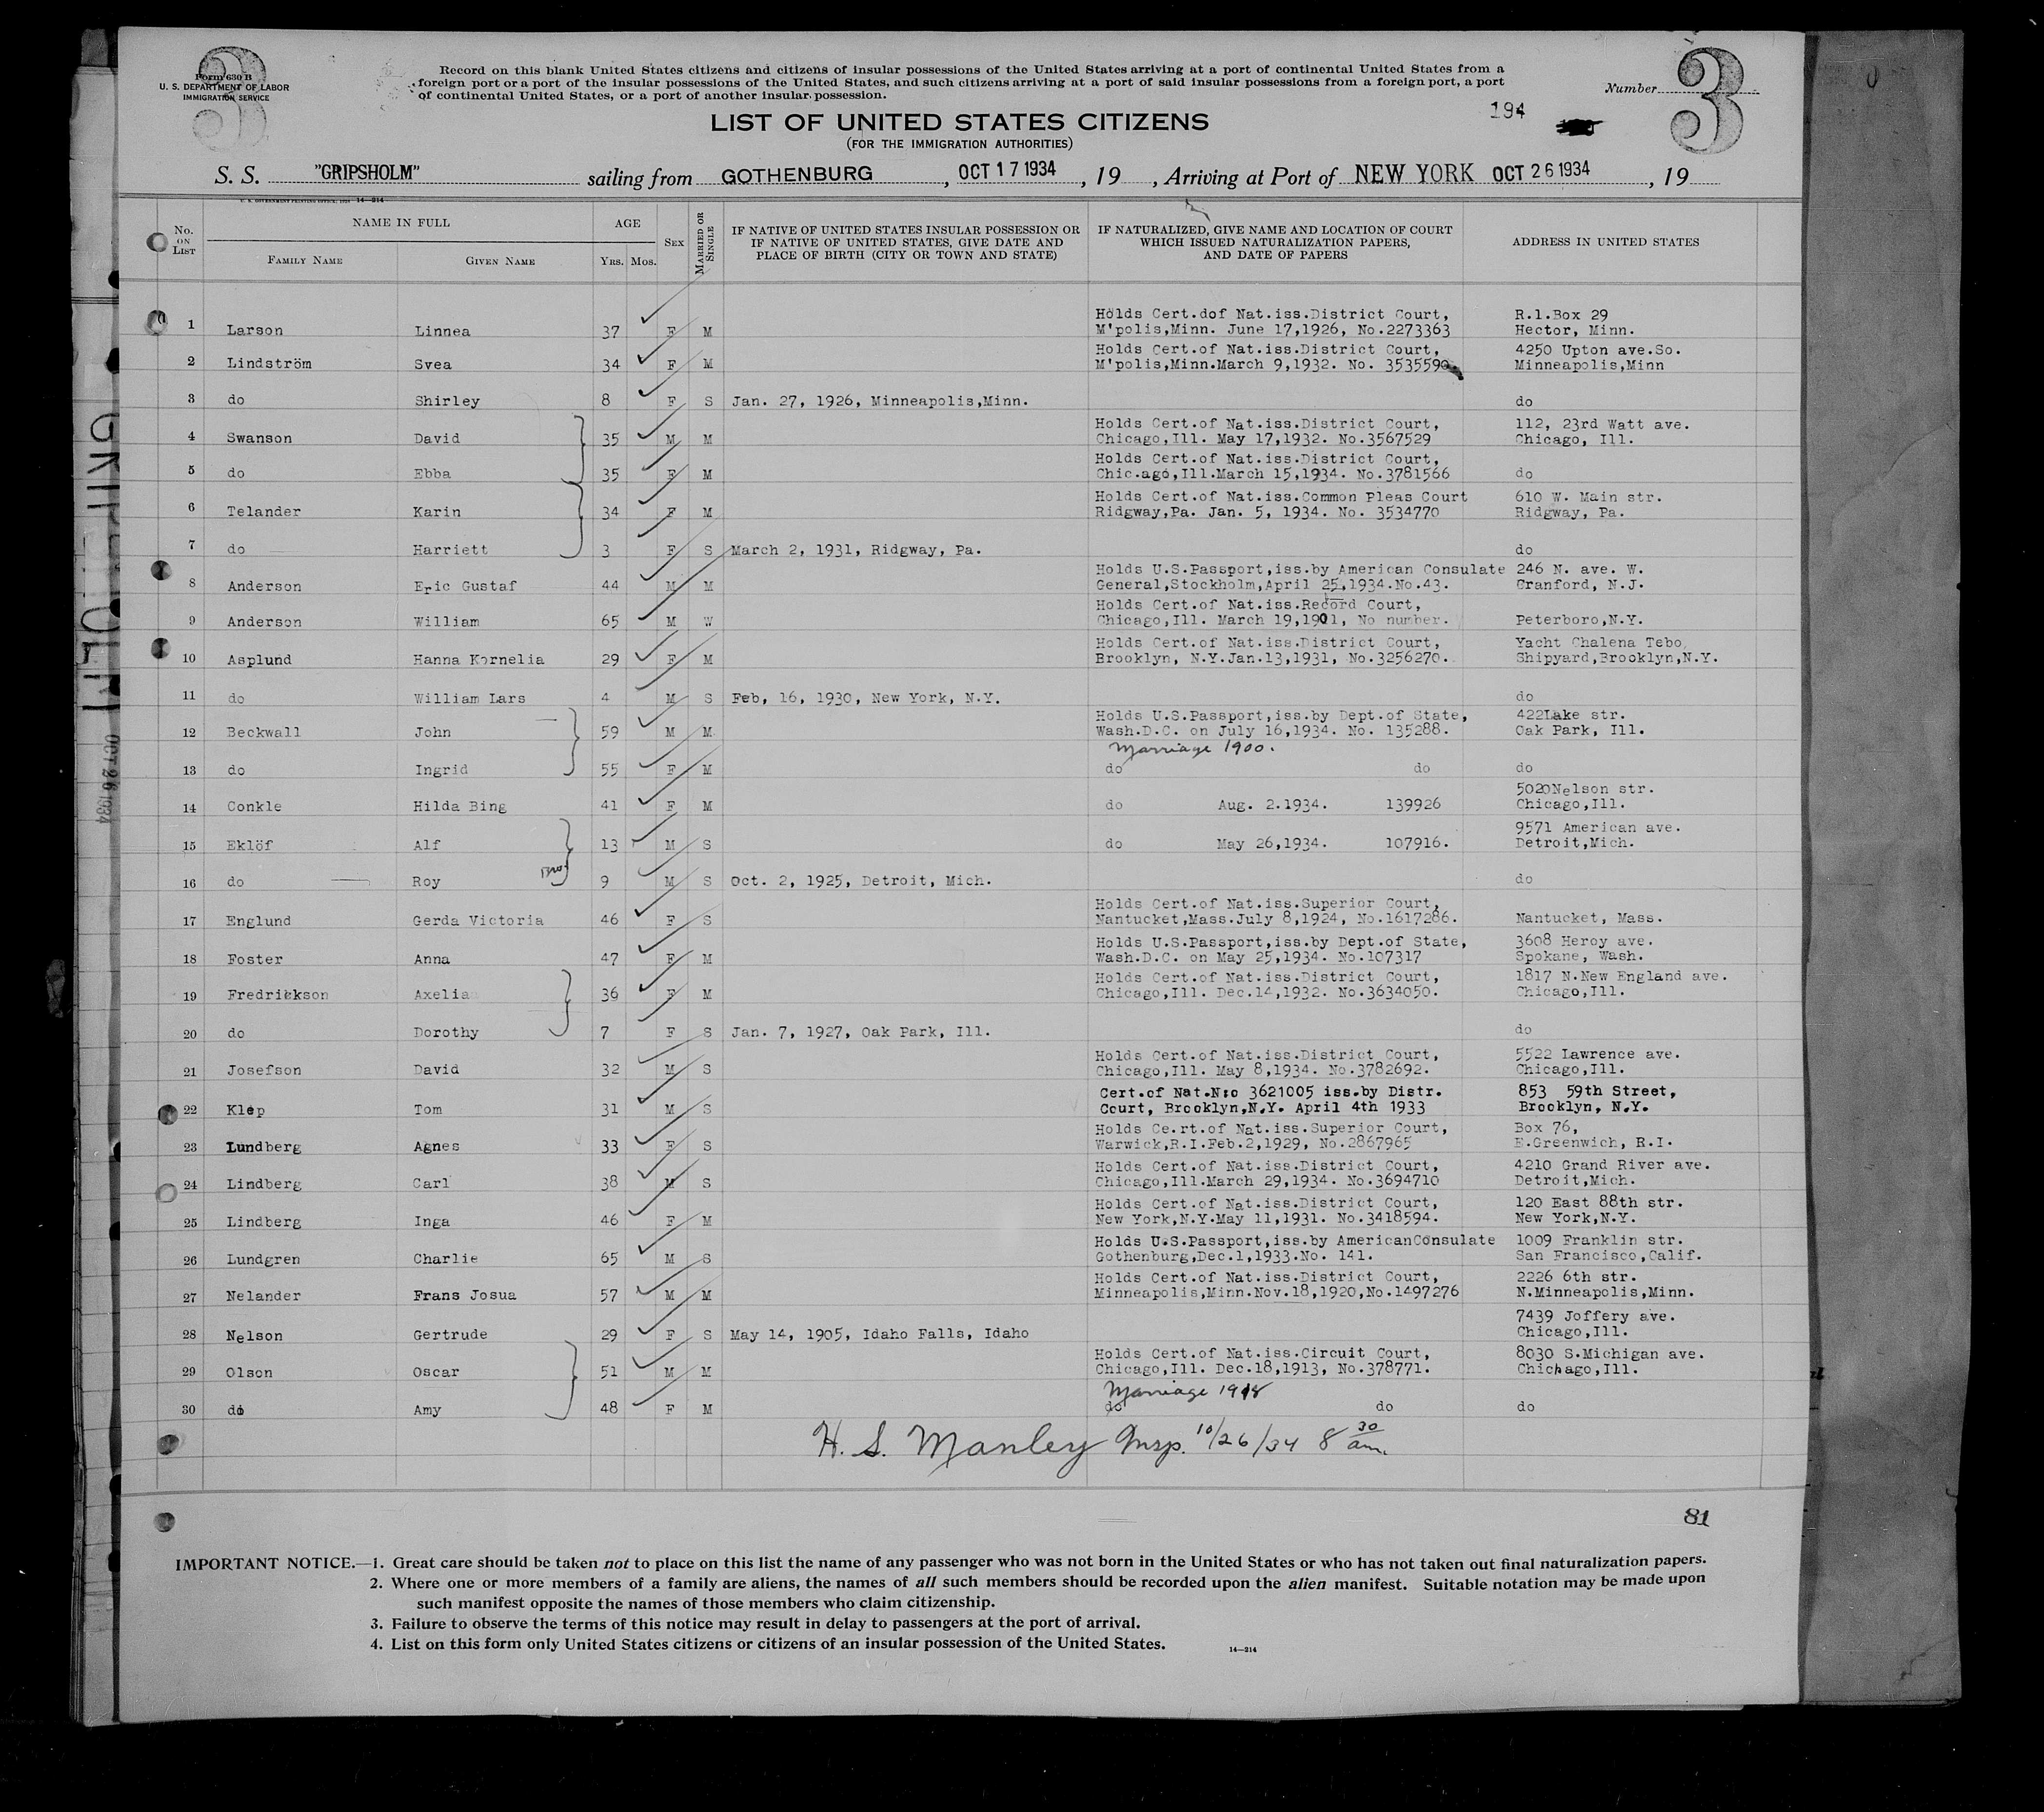 3
Form 630 B
U. S. DEPARTMENT OF LABOR
IMMIGRATION SERVICE
Record on this blank United States citizens and citizens of insular possessions of the United States arriving at a port of continental United States from a
foreign port or a port of the insular possessions of the United States, and such citizens arriving at a port of said insular possessions from a foreign port, a port
of continental United States, or a port of another insular possession.
Number 3
194
LIST OF UNITED STATES CITIZENS
(FOR THE IMMIGRATION AUTHORITIES)
S. S. "GRIPSHOLM" sailing from GOTHENBURG, OCT 17 1934, 19 , Arriving at Port of NEW YORK OCT 26 1934, 19
U. S. GOVERNMENT PRINTING OFFICE 14—214
No. ON LIST
NAME IN FULL
FAMILY NAME GIVEN NAME
AGE
YRS. MOS.
SEX
MARRIED OR SINGLE
IF NATIVE OF UNITED STATES INSULAR POSSESSION OR
IF NATIVE OF UNITED STATES, GIVE DATE AND
PLACE OF BIRTH (CITY OR TOWN AND STATE)
IF NATURALIZED, GIVE NAME AND LOCATION OF COURT
WHICH ISSUED NATURALIZATION PAPERS,
AND DATE OF PAPERS
ADDRESS IN UNITED STATES
Holds Cert.dof Nat.iss.District Court, R.1.Box 29
1 Larson Linnea 37 F M M'polis,Minn. June 17,1926, No.2273363 Hector, Minn.
Holds Cert.of Nat.iss.District Court, 4250 Upton ave.So.
2 Lindström Svea 34 F M M'polis,Minn.March 9,1932. No. 3535590 Minneapolis,Minn
3 do Shirley 8 F S Jan. 27, 1926, Minneapolis,Minn. do
Holds Cert.of Nat.iss.District Court, 112, 23rd Watt ave.
4 Swanson David 35 M M Chicago,Ill. May 17,1932. No.3567529 Chicago, Ill.
Holds Cert.of Nat.iss.District Court,
5 do Ebba 35 F M Chic.ago,Ill.March 15,1934. No.3781566 do
Holds Cert.of Nat.iss.Common Pleas Court 610 W. Main str.
6 Telander Karin 34 F M Ridgway,Pa. Jan. 5, 1934. No. 3534770 Ridgway, Pa.
7 do Harriett 3 F S March 2, 1931, Ridgway, Pa. do
Holds U.S.Passport,iss.by American Consulate 246 N. ave. W.
8 Anderson Eric Gustaf 44 M M General,Stockholm,April 25,1934.No.43. Cranford, N.J.
Holds Cert.of Nat.iss.Record Court,
9 Anderson William 65 M W Chicago,Ill. March 19,1901, No number. Peterboro,N.Y.
Holds Cert.of Nat.iss.District Court, Yacht Chalena Tebo
10 Asplund Hanna Kornelia 29 F M Brooklyn, N.Y.Jan.13,1931, No.3256270. Shipyard,Brooklyn,N.Y.
11 do William Lars 4 M S Feb, 16, 1930, New York, N.Y. do
Holds U.S.Passport,iss.by Dept.of State, 422Lake str.
12 Beckwall John 59 M M Wash.D.C. on July 16,1934. No. 135288. Oak Park, Ill.
Marriage 1900.
13 do Ingrid 55 F M do do do
5020Nelson str.
14 Conkle Hilda Bing 41 F M do Aug. 2.1934. 139926 Chicago,Ill.
9571 American ave.
15 Eklöf Alf 13 M S do May 26,1934. 107916. Detroit,Mich.
Bros
16 do Roy 9 M S Oct. 2, 1925, Detroit, Mich. do
Holds Cert.of Nat.iss.Superior Court,
17 Englund Gerda Victoria 46 F S Nantucket,Mass.July 8,1924, No.1617286. Nantucket, Mass.
Holds U.S.Passport,iss.by Dept.of State, 3608 Heroy ave.
18 Foster Anna 47 F M Wash.D.C. on May 25,1934. No.107317 Spokane, Wash.
Holds Cert.of Nat.iss.District Court, 1817 N.New England ave.
19 Fredrickson Axelia 36 F M Chicago,Ill. Dec.14,1932. No.3634050. Chicago,Ill.
20 do Dorothy 7 F S Jan. 7, 1927, Oak Park, Ill. do
Holds Cert.of Nat.iss.District Court, 5522 Lawrence ave.
21 Josefson David 32 M S Chicago,Ill. May 8,1934. No.3782692. Chicago,Ill.
Cert.of Nat.N:o 3621005 iss.by Distr. 853 59th Street,
22 Klep Tom 31 M S Court, Brooklyn,N.Y. April 4th 1933 Brooklyn, N.Y.
Holds Ce.rt.of Nat.iss.Superior Court, Box 76,
23 Lundberg Agnes 33 F S Warwick,R.I.Feb.2,1929, No.2867965 E.Greenwich, R.I.
Holds Cert.of Nat.iss.District Court, 4210 Grand River ave.
24 Lindberg Carl 38 M S Chicago,Ill.March 29,1934. No.3694710 Detroit,Mich.
Holds Cert.of Nat.iss.District Court, 120 East 88th str.
25 Lindberg Inga 46 F M New York,N.Y.May 11,1931. No.3418594. New York,N.Y.
Holds U.S.Passport,iss.by AmericanConsulate 1009 Franklin str.
26 Lundgren Charlie 65 M S Gothenburg,Dec.1,1933.No. 141. San Francisco,Calif.
Holds Cert.of Nat.iss.District Court, 2226 6th str.
27 Nelander Frans Josua 57 M M Minneapolis,Minn.Nov.18,1920,No.1497276 N.Minneapolis,Minn.
7439 Joffery ave.
28 Nelson Gertrude 29 F S May 14, 1905, Idaho Falls, Idaho Chicago,Ill.
Holds Cert.of Nat.iss.Circuit Court, 8030 S.Michigan ave.
29 Olson Oscar 51 M M Chicago,Ill. Dec.18,1913, No.378771. Chichago,Ill.
Marriage 1918
30 do Amy 48 F M do do do
H. S. Manley Insp. 10/26/34 8 30 am.
81
IMPORTANT NOTICE.—1. Great care should be taken not to place on this list the name of any passenger who was not born in the United States or who has not taken out final naturalization papers.
2. Where one or more members of a family are aliens, the names of all such members should be recorded upon the alien manifest. Suitable notation may be made upon
such manifest opposite the names of those members who claim citizenship.
3. Failure to observe the terms of this notice may result in delay to passengers at the port of arrival.
4. List on this form only United States citizens or citizens of an insular possession of the United States.
14—214
OCT 26 1934